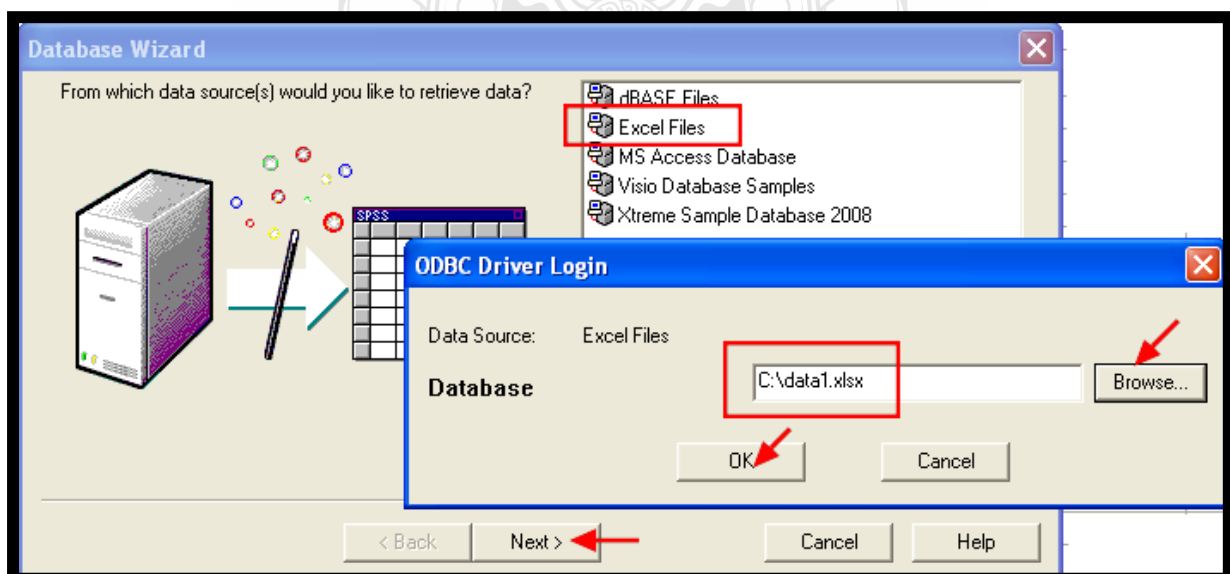 Database Wizard
From which data source(s) would you like to retrieve data?
dBASE Files
Excel Files
MS Access Database
Visio Database Samples
Xtreme Sample Database 2008
SPSS
ODBC Driver Login
Data Source: Excel Files
Database C:\data1.xlsx Browse...
OK Cancel
< Back Next > Cancel Help